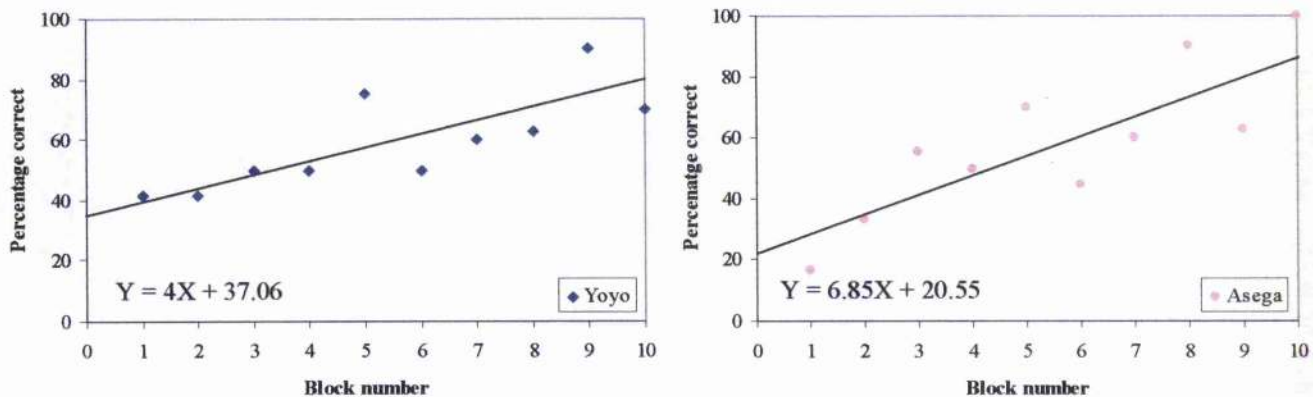 100
80
60
40
20
0
Percentage correct
Y = 4X + 37.06
Yoyo
0 1 2 3 4 5 6 7 8 9 10
Block number
100
80
60
40
20
0
Percenatge correct
Y = 6.85X + 20.55
Asega
0 1 2 3 4 5 6 7 8 9 10
Block number